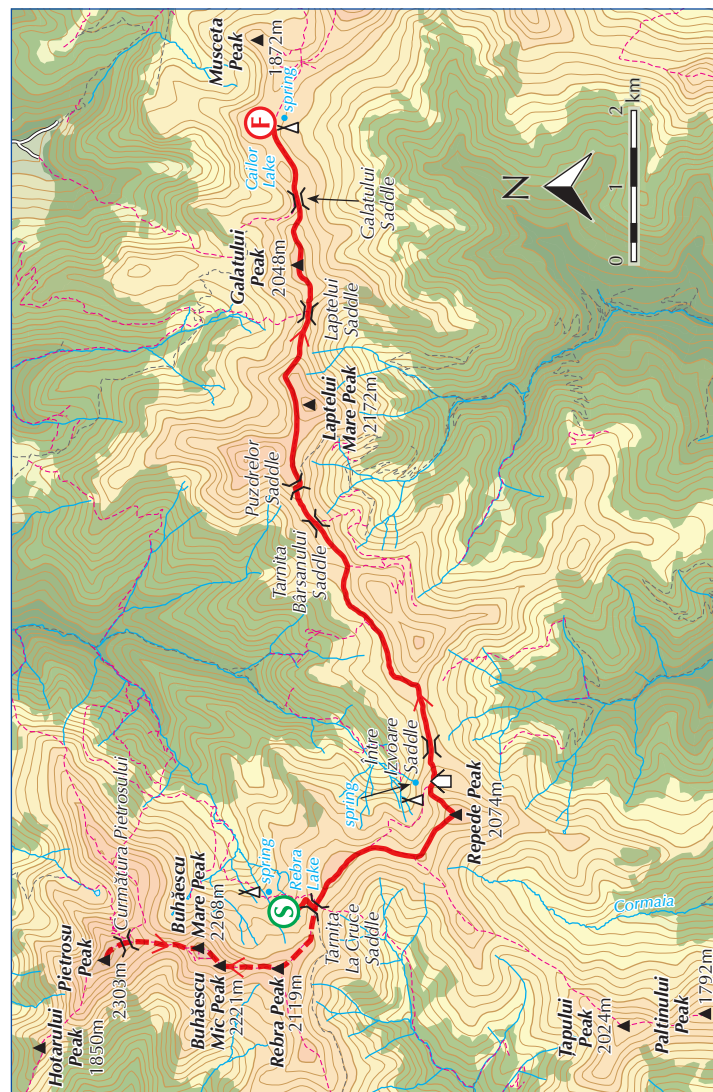 Hotarului
Peak
1850m
Pietrosu
Peak
2303m
Curmătura Pietrosului
Buhăescu
Mare Peak
2268m
Buhăescu
Mic Peak
2221m
Rebra Peak
2119m
spring
S
Rebra
Lake
Tarnița
La Cruce
Saddle
Tapului
Peak
2024m
Paltinului
Peak
1792m
Cormaia
Repede Peak
2074m
spring
Între
Izvoare
Saddle
Tarnita
Bârsanului
Saddle
Puzdrelor
Saddle
Laptelui
Mare Peak
2172m
Laptelui
Saddle
Galatului
Peak
2048m
Galatului
Saddle
Cailor
Lake
F
spring
Musceta
Peak
1872m
N
0 1 2
km